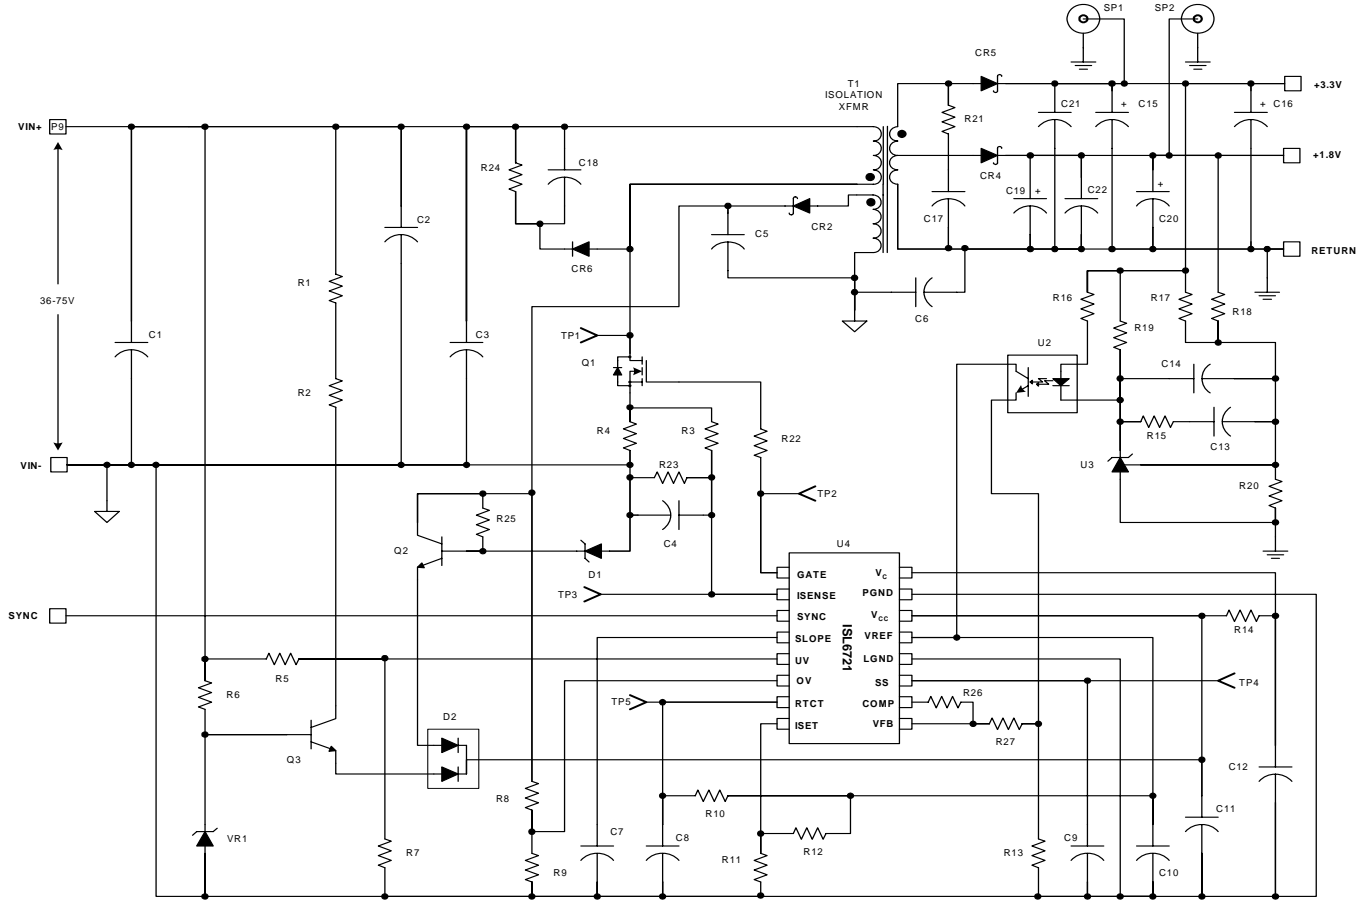 SP1
SP2
CR5
T1
ISOLATION
XFMR
+3.3V
C21
C15
+
C16
+
R21
VIN+
P9
+1.8V
R24
C18
CR4
C19
+
C22
+
C20
C17
C2
C5
CR2
CR6
RETURN
R1
36-75V
R16
R17
R18
C6
R19
C1
C3
TP1
U2
Q1
C14
R2
R4
R3
R22
R15
C13
VIN-
R23
U3
R20
TP2
R25
C4
Q2
U4
D1
GATE
VC
TP3
ISENSE
PGND
SYNC
SYNC
VCC
R14
SLOPE
VREF
ISL6721
UV
LGND
R5
OV
SS
TP4
R6
TP5
RTCT
COMP
R26
D2
ISET
VFB
R27
Q3
C12
R8
R10
C11
VR1
R7
C7
C8
R12
R11
R13
C9
C10
R9